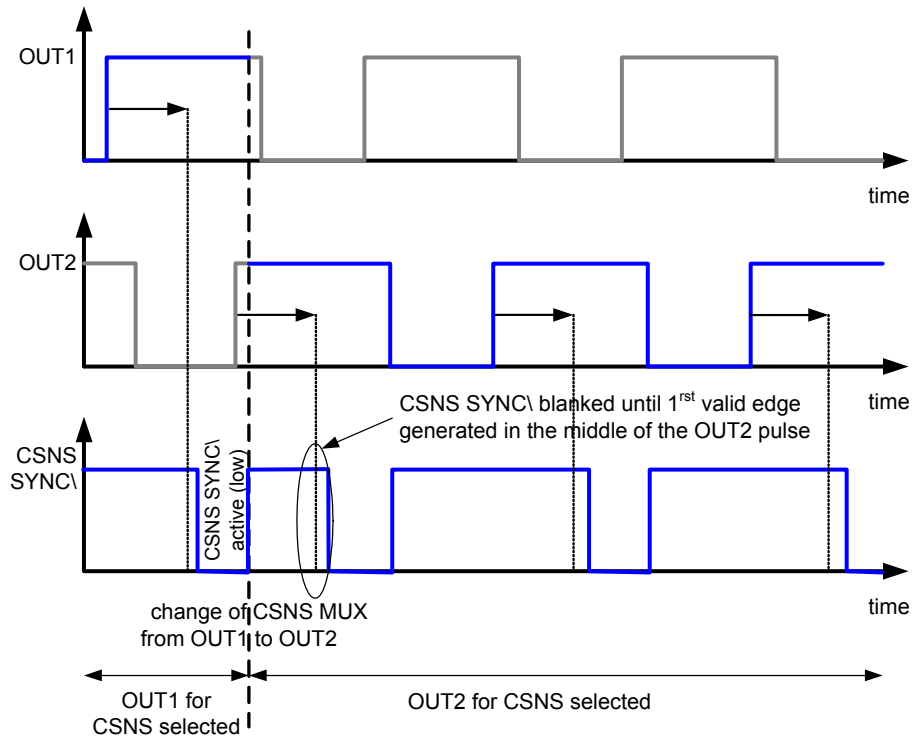 OUT1
time
OUT2
time
CSNS SYNC\ blanked until 1rst valid edge
generated in the middle of the OUT2 pulse
CSNS
SYNC\
CSNS SYNC\
active (low)
time
change of CSNS MUX
from OUT1 to OUT2
OUT1 for
CSNS selected
OUT2 for CSNS selected